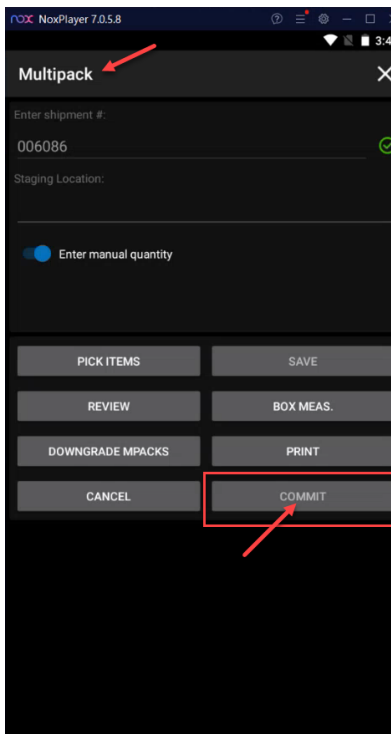 nox NoxPlayer 7.0.5.8
3:4
Multipack
Enter shipment #:
006086
Staging Location:
Enter manual quantity
PICK ITEMS SAVE
REVIEW BOX MEAS.
DOWNGRADE MPACKS PRINT
CANCEL COMMIT